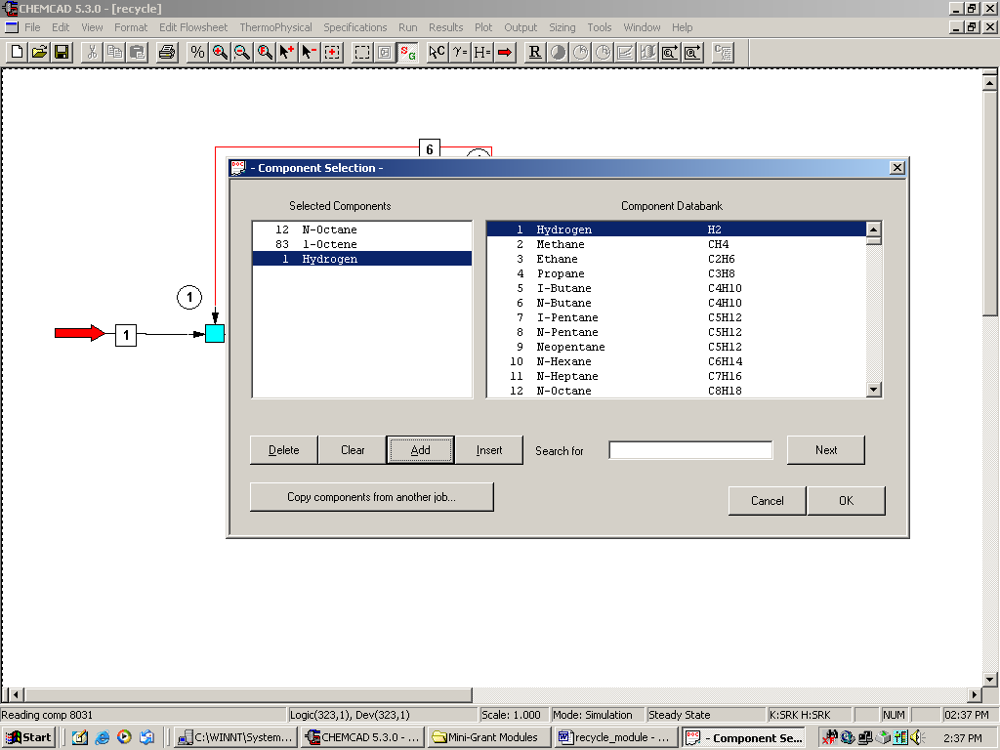 CHEMCAD 5.3.0 - [recycle]
File Edit View Format Edit Flowsheet ThermoPhysical Specifications Run Results Plot Output Sizing Tools Window Help
% S G C γ= H= R
6
- Component Selection -
Selected Components Component Databank
12 N-Octane
83 1-Octene
1 Hydrogen
1 Hydrogen H2
2 Methane CH4
3 Ethane C2H6
4 Propane C3H8
5 I-Butane C4H10
6 N-Butane C4H10
7 I-Pentane C5H12
8 N-Pentane C5H12
9 Neopentane C5H12
10 N-Hexane C6H14
11 N-Heptane C7H16
12 N-Octane C8H18
1
1
Delete Clear Add Insert Search for Next
Copy components from another job... Cancel OK
Reading comp 8031 Logic(323,1), Dev(323,1) Scale: 1.000 Mode: Simulation Steady State K:SRK H:SRK NUM 02:37 PM
Start C:\WINNT\System... CHEMCAD 5.3.0 - ... Mini-Grant Modules recycle_module - ... - Component Se... 2:37 PM